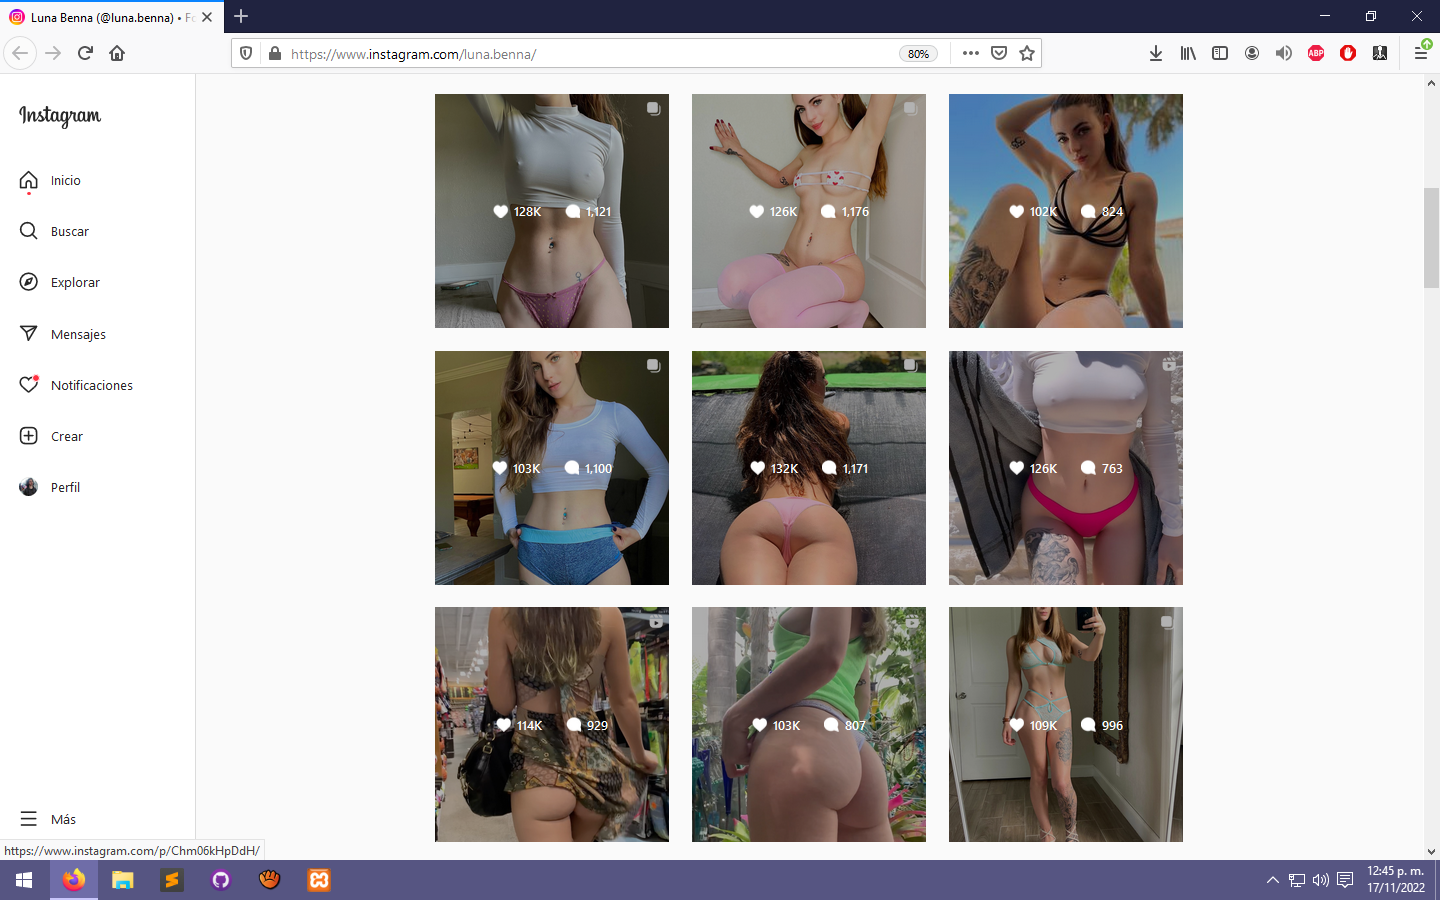 Luna Benna (@luna.benna) • Fo
https://www.instagram.com/luna.benna/
80%
ABP
Instagram
Inicio
Buscar
Explorar
Mensajes
Notificaciones
Crear
Perfil
Más
128K 1,121
126K 1,176
102K 824
103K 1,100
132K 1,171
126K 763
114K 929
103K 807
109K 996
https://www.instagram.com/p/Chm06kHpDdH/
12:45 p. m.
17/11/2022